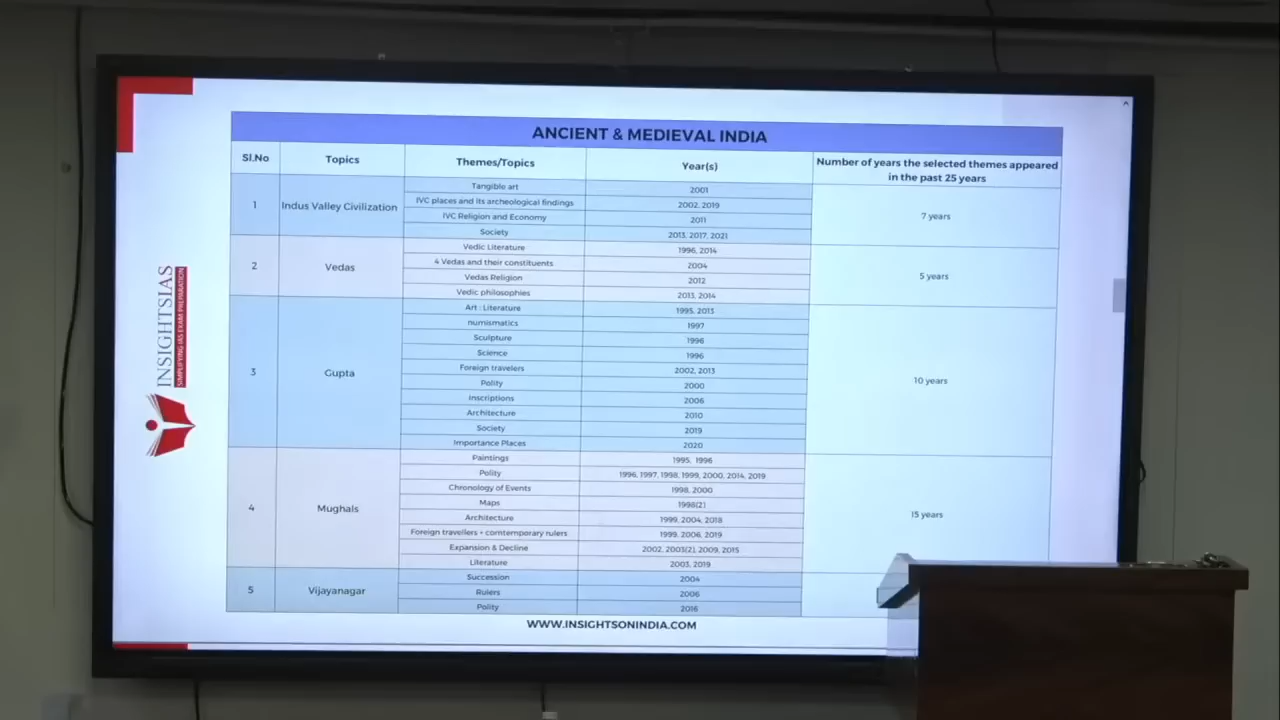 ANCIENT & MEDIEVAL INDIA
Sl.No Topics Themes/Topics Year(s) Number of years the selected themes appeared
in the past 25 years
1 Indus Valley Civilization 7 years
Tangible art 2001
IVC places and its archeological findings 2002, 2019
IVC Religion and Economy 2011
Society 2013, 2017, 2021
2 Vedas 5 years
Vedic Literature 1996, 2014
4 Vedas and their constituents 2004
Vedas Religion 2012
Vedic philosophies 2013, 2014
3 Gupta 10 years
Art - Literature 1995, 2013
numismatics 1997
Sculpture 1996
Science 1996
Foreign travelers 2002, 2013
Polity 2000
Inscriptions 2006
Architecture 2010
Society 2019
Importance Places 2020
4 Mughals 15 years
Paintings 1995, 1996
Polity 1996, 1997, 1998, 1999, 2000, 2014, 2019
Chronology of Events 1998, 2000
Maps 1998(2)
Architecture 1999, 2004, 2018
Foreign travellers + comtemporary rulers 1999, 2006, 2019
Expansion & Decline 2002, 2003(2), 2009, 2015
Literature 2003, 2019
5 Vijayanagar
Succession 2004
Rulers 2006
Polity 2016
WWW.INSIGHTSONINDIA.COM
INSIGHTSIAS
SIMPLIFYING IAS EXAM PREPARATION